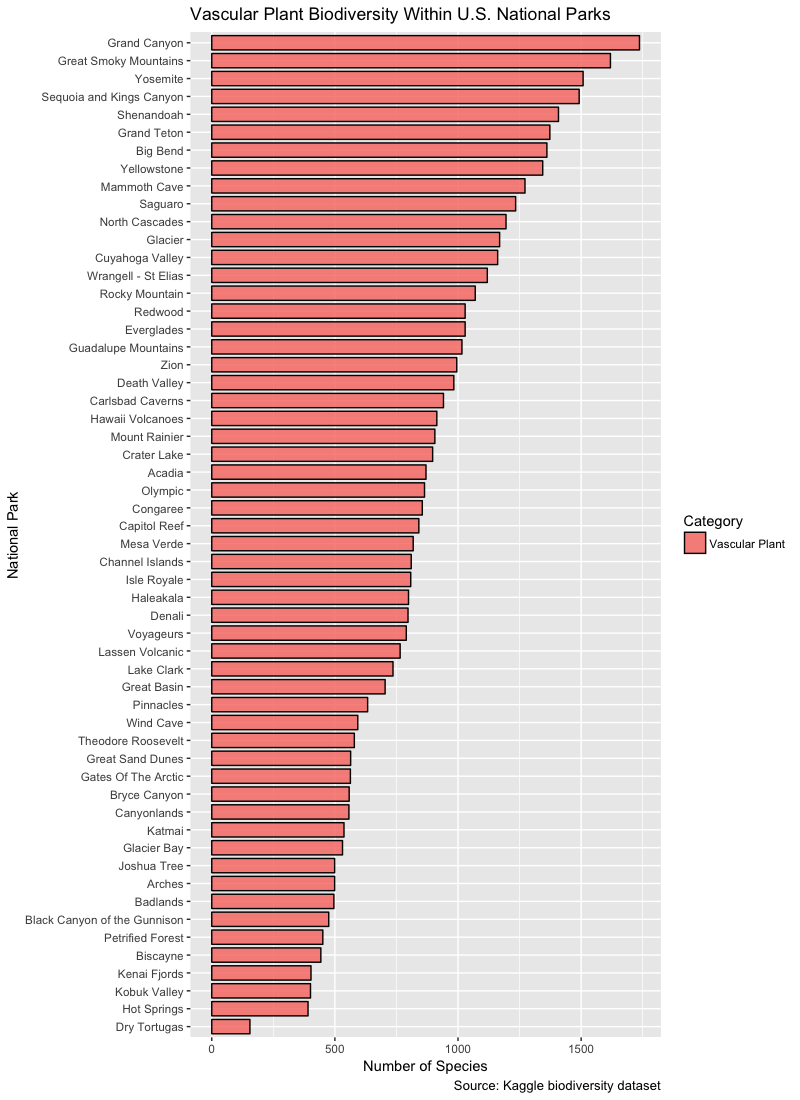 Vascular Plant Biodiversity Within U.S. National Parks
National Park
Grand Canyon
Great Smoky Mountains
Yosemite
Sequoia and Kings Canyon
Shenandoah
Grand Teton
Big Bend
Yellowstone
Mammoth Cave
Saguaro
North Cascades
Glacier
Cuyahoga Valley
Wrangell - St Elias
Rocky Mountain
Redwood
Everglades
Guadalupe Mountains
Zion
Death Valley
Carlsbad Caverns
Hawaii Volcanoes
Mount Rainier
Crater Lake
Acadia
Olympic
Congaree
Capitol Reef
Mesa Verde
Channel Islands
Isle Royale
Haleakala
Denali
Voyageurs
Lassen Volcanic
Lake Clark
Great Basin
Pinnacles
Wind Cave
Theodore Roosevelt
Great Sand Dunes
Gates Of The Arctic
Bryce Canyon
Canyonlands
Katmai
Glacier Bay
Joshua Tree
Arches
Badlands
Black Canyon of the Gunnison
Petrified Forest
Biscayne
Kenai Fjords
Kobuk Valley
Hot Springs
Dry Tortugas
0 500 1000 1500
Number of Species
Source: Kaggle biodiversity dataset
Category
Vascular Plant